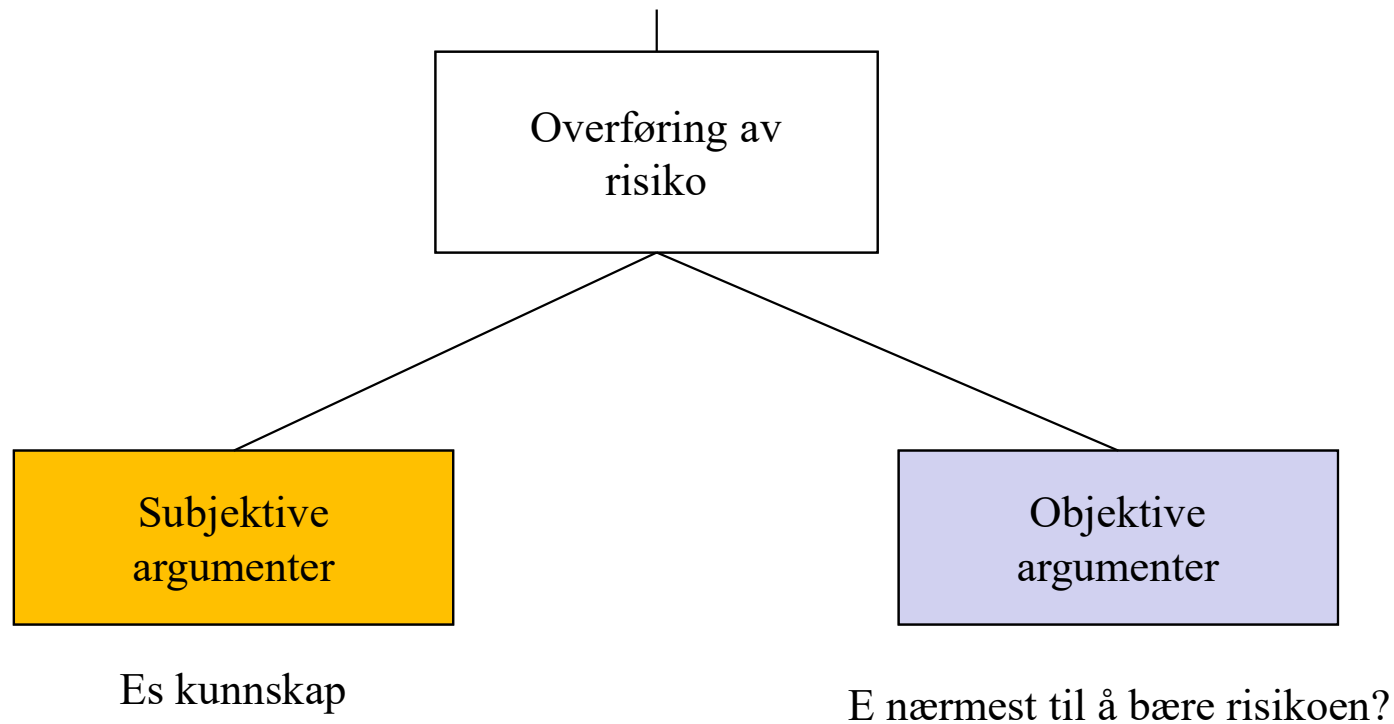 Overføring av
risiko
Subjektive
argumenter
Objektive
argumenter
Es kunnskap
E nærmest til å bære risikoen?